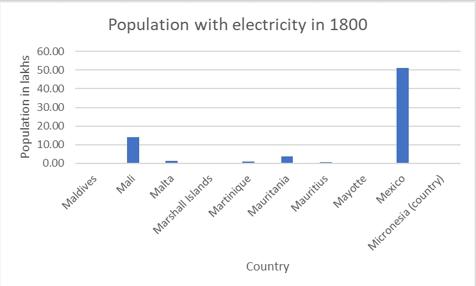 Population with electricity in 1800
Population in lakhs
60.00
50.00
40.00
30.00
20.00
10.00
0.00
Maldives
Mali
Malta
Marshall Islands
Martinique
Mauritania
Mauritius
Mayotte
Mexico
Micronesia (country)
Country